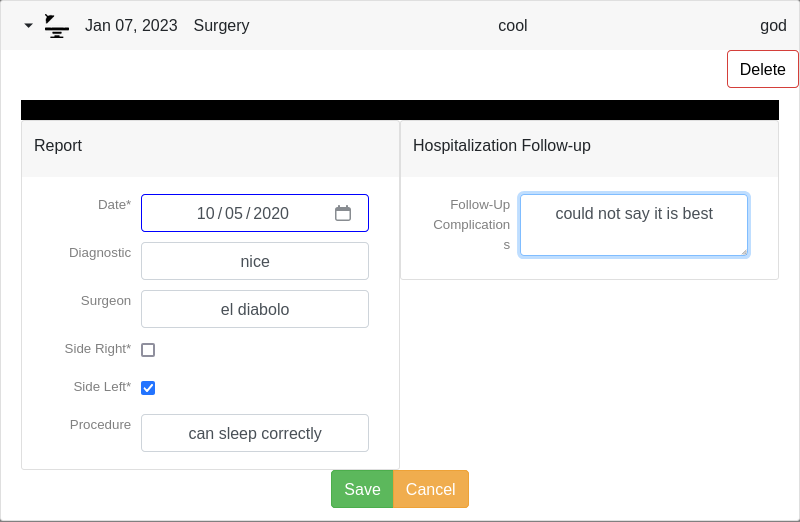 Jan 07, 2023 Surgery cool god
Delete
Report
Hospitalization Follow-up
Date* 10/05/2020
Diagnostic nice
Surgeon el diabolo
Side Right*
Side Left*
Procedure can sleep correctly
Follow-Up
Complication
s
could not say it is best
Save Cancel